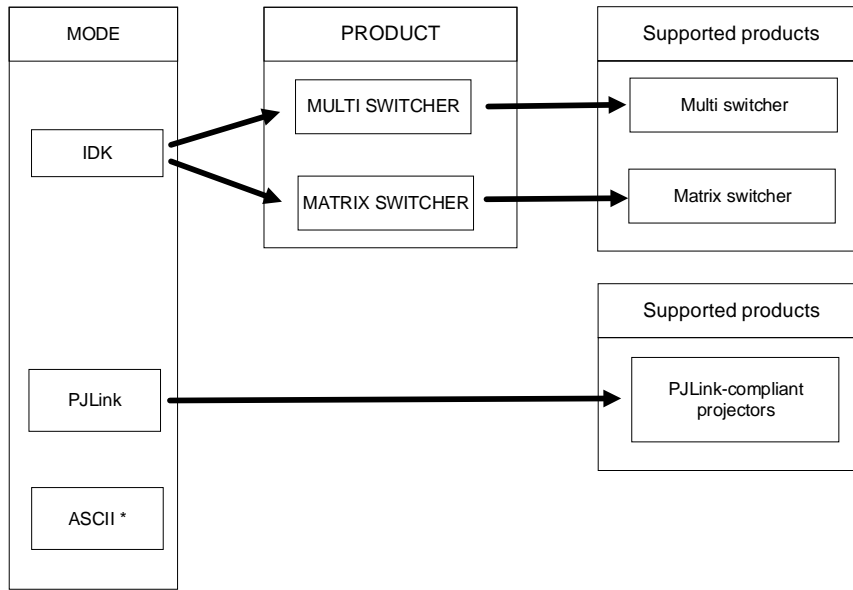 MODE
PRODUCT
Supported products
MULTI SWITCHER
Multi switcher
IDK
MATRIX SWITCHER
Matrix switcher
Supported products
PJLink
PJLink-compliant
projectors
ASCII *